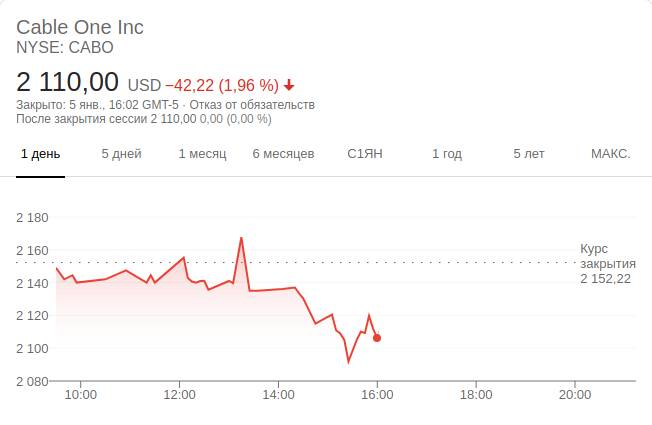 Cable One Inc
NYSE: CABO
2 110,00 USD −42,22 (1,96 %)
Закрыто: 5 янв., 16:02 GMT-5 · Отказ от обязательств
После закрытия сессии 2 110,00 0,00 (0,00 %)
1 день 5 дней 1 месяц 6 месяцев С1ЯН 1 год 5 лет МАКС.
2 180
2 160
2 140
2 120
2 100
2 080
Курс
закрытия
2 152,22
10:00 12:00 14:00 16:00 18:00 20:00